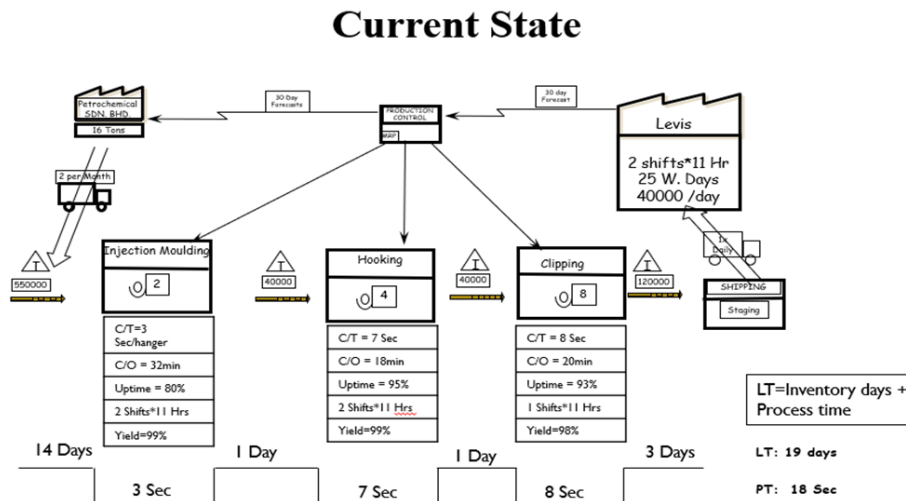 Current State
Petrochemical
SDN. BHD.
16 Tons
30 Day
Forecasts
PRODUCTION
CONTROL
MRP
30 day
Forecast
Levis
2 shifts*11 Hr
25 W. Days
40000 /day
2 per Month
1x
Daily
I
550000
Injection Moulding
2
I
40000
Hooking
4
I
40000
Clipping
8
I
120000
SHIPPING
Staging
C/T=3
Sec/hanger
C/O = 32min
Uptime = 80%
2 Shifts*11 Hrs
Yield=99%
C/T = 7 Sec
C/O = 18min
Uptime = 95%
2 Shifts*11 Hrs
Yield=99%
C/T = 8 Sec
C/O = 20min
Uptime = 93%
1 Shifts*11 Hrs
Yield=98%
LT=Inventory days +
Process time
LT: 19 days
PT: 18 Sec
14 Days
1 Day
1 Day
3 Days
3 Sec
7 Sec
8 Sec